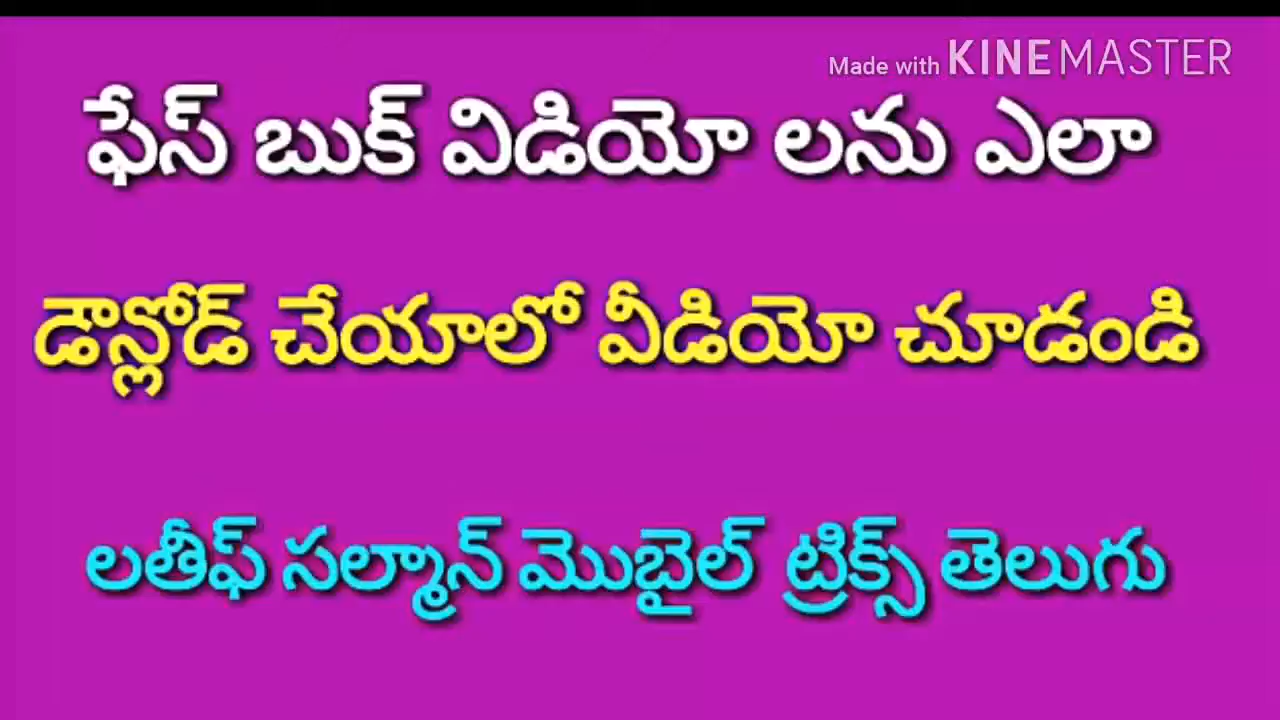 Made with KINEMASTER
ఫేస్ బుక్ విడియో లను ఎలా
డౌన్లోడ్ చేయాలో వీడియో చూడండి
లతీఫ్ సల్మాన్ మొబైల్ ట్రిక్స్ తెలుగు